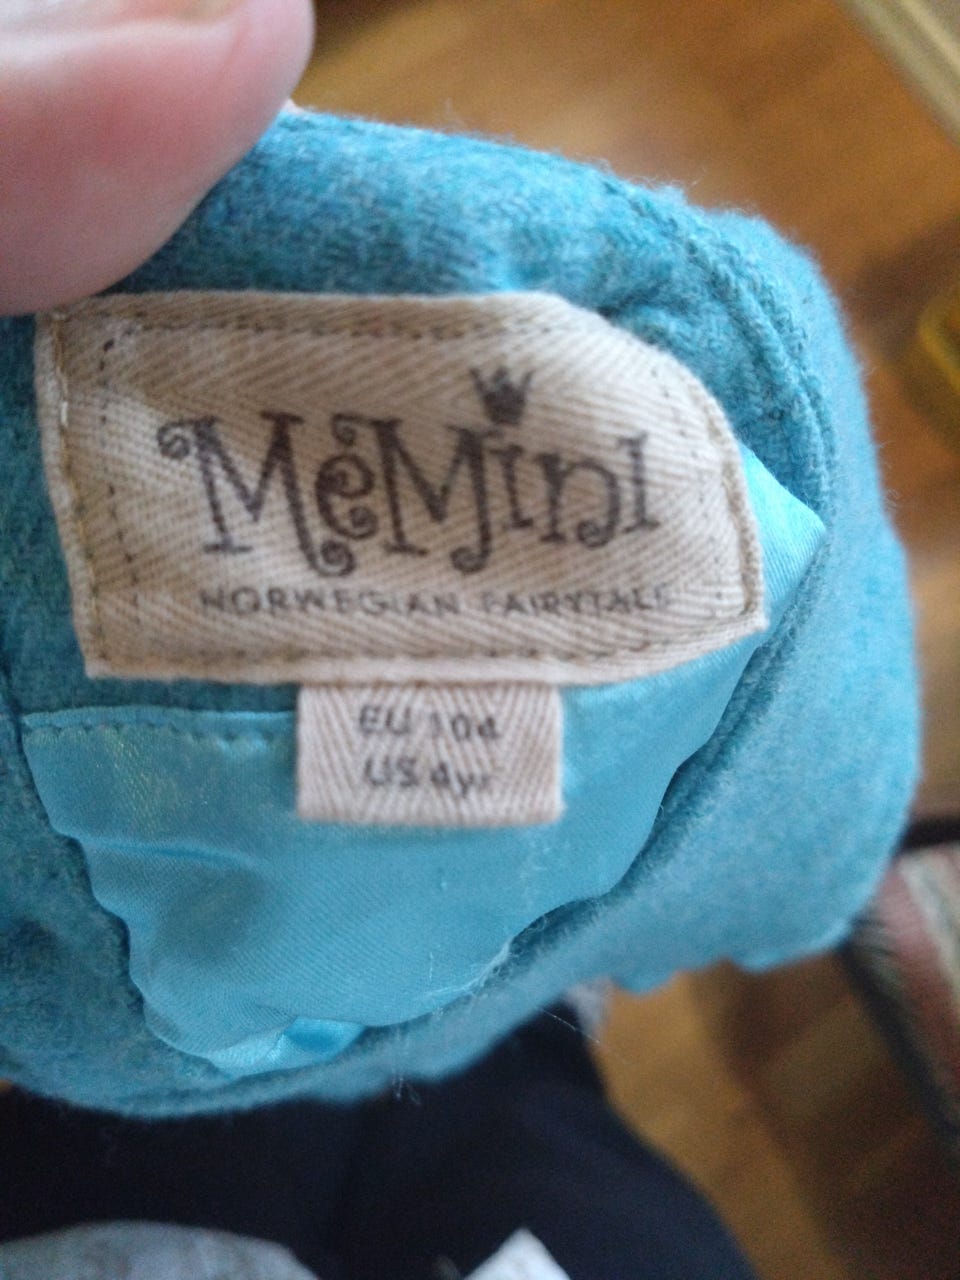 MeMini
NORWEGIAN FAIRYTALE
EU 104
US 4yr